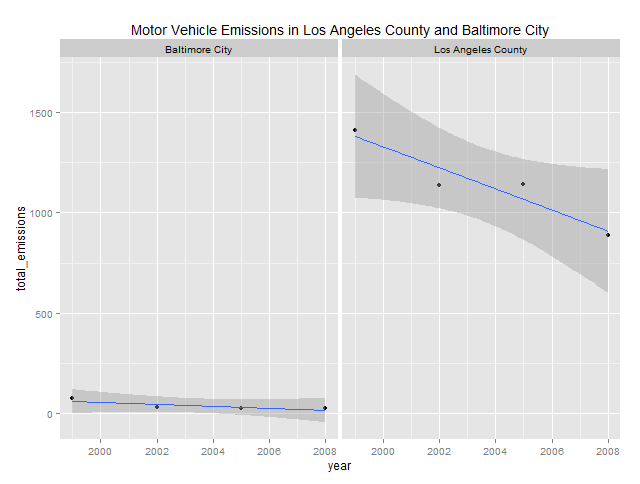 Motor Vehicle Emissions in Los Angeles County and Baltimore City
Baltimore City
Los Angeles County
total_emissions
1500
1000
500
0
2000 2002 2004 2006 2008
2000 2002 2004 2006 2008
year